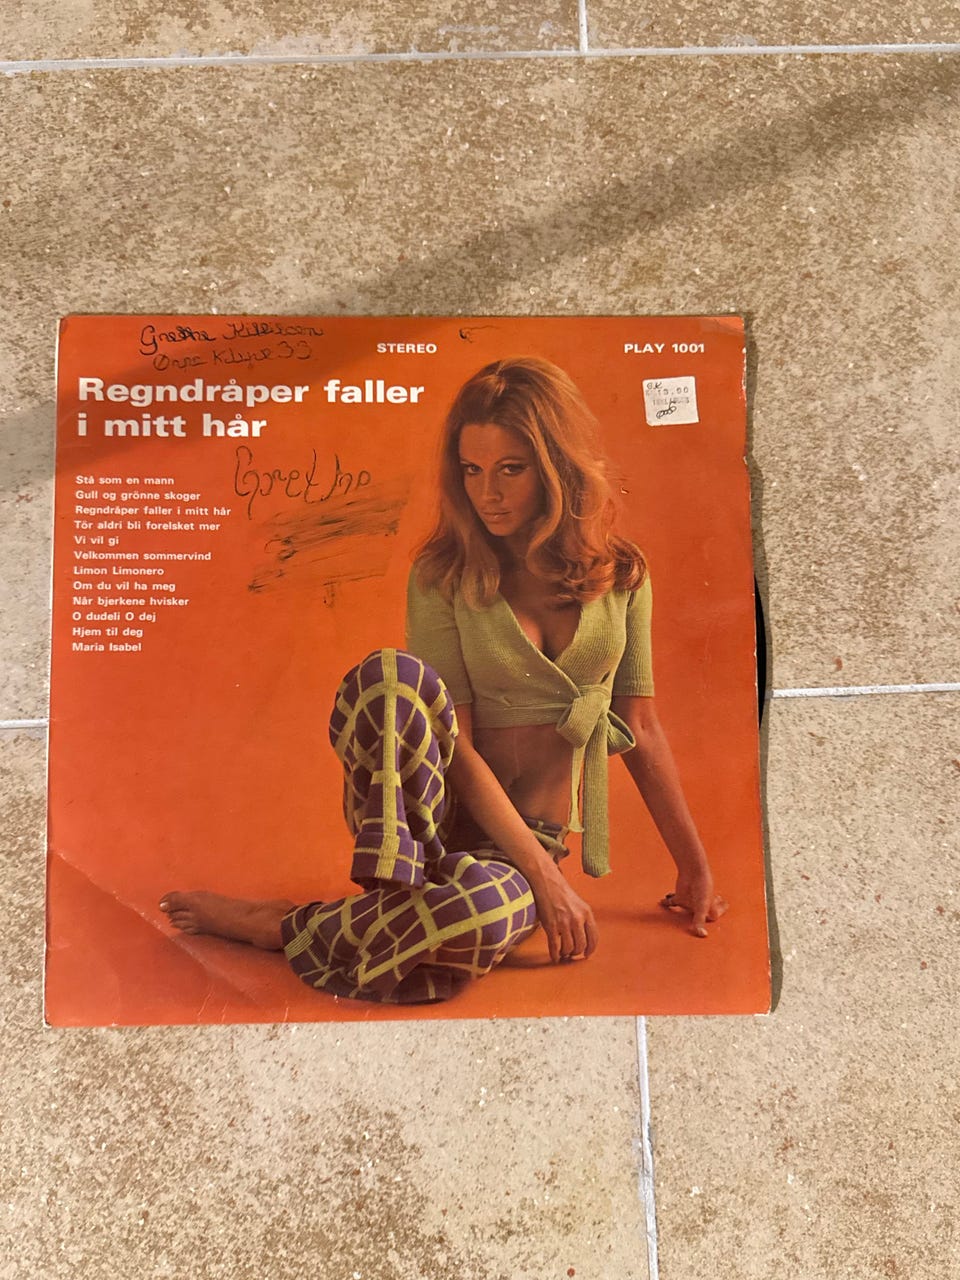 Grethe
STEREO
PLAY 1001
Regndråper faller
i mitt hår
Stå som en mann
Gull og grönne skoger
Regndråper faller i mitt hår
Tör aldri bli forelsket mer
Vi vil gi
Velkommen sommervind
Limon Limonero
Om du vil ha meg
Når bjerkene hvisker
O dudeli O dej
Hjem til deg
Maria Isabel